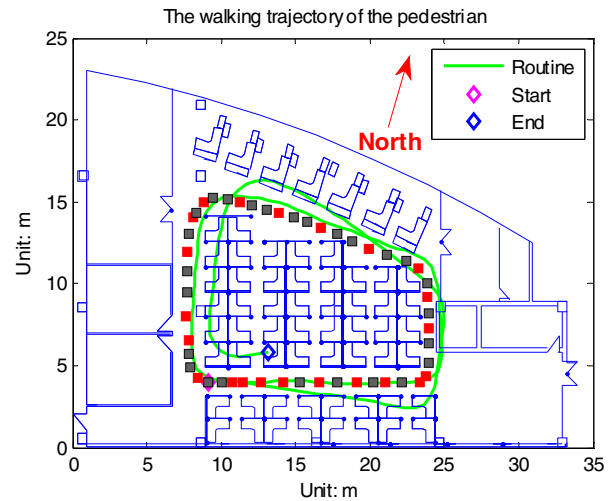 The walking trajectory of the pedestrian
25
20
15
10
5
0
Unit: m
North
Routine
Start
End
0 5 10 15 20 25 30 35
Unit: m